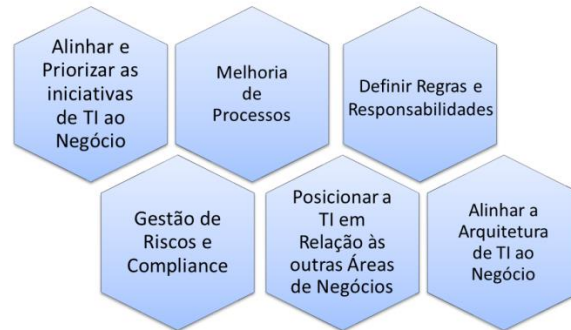 Alinhar e
Priorizar as
iniciativas
de TI ao
Negócio
Melhoria
de
Processos
Definir Regras e
Responsabilidades
Gestão de
Riscos e
Compliance
Posicionar a
TI em
Relação às
outras Áreas
de Negócios
Alinhar a
Arquitetura
de TI ao
Negócio